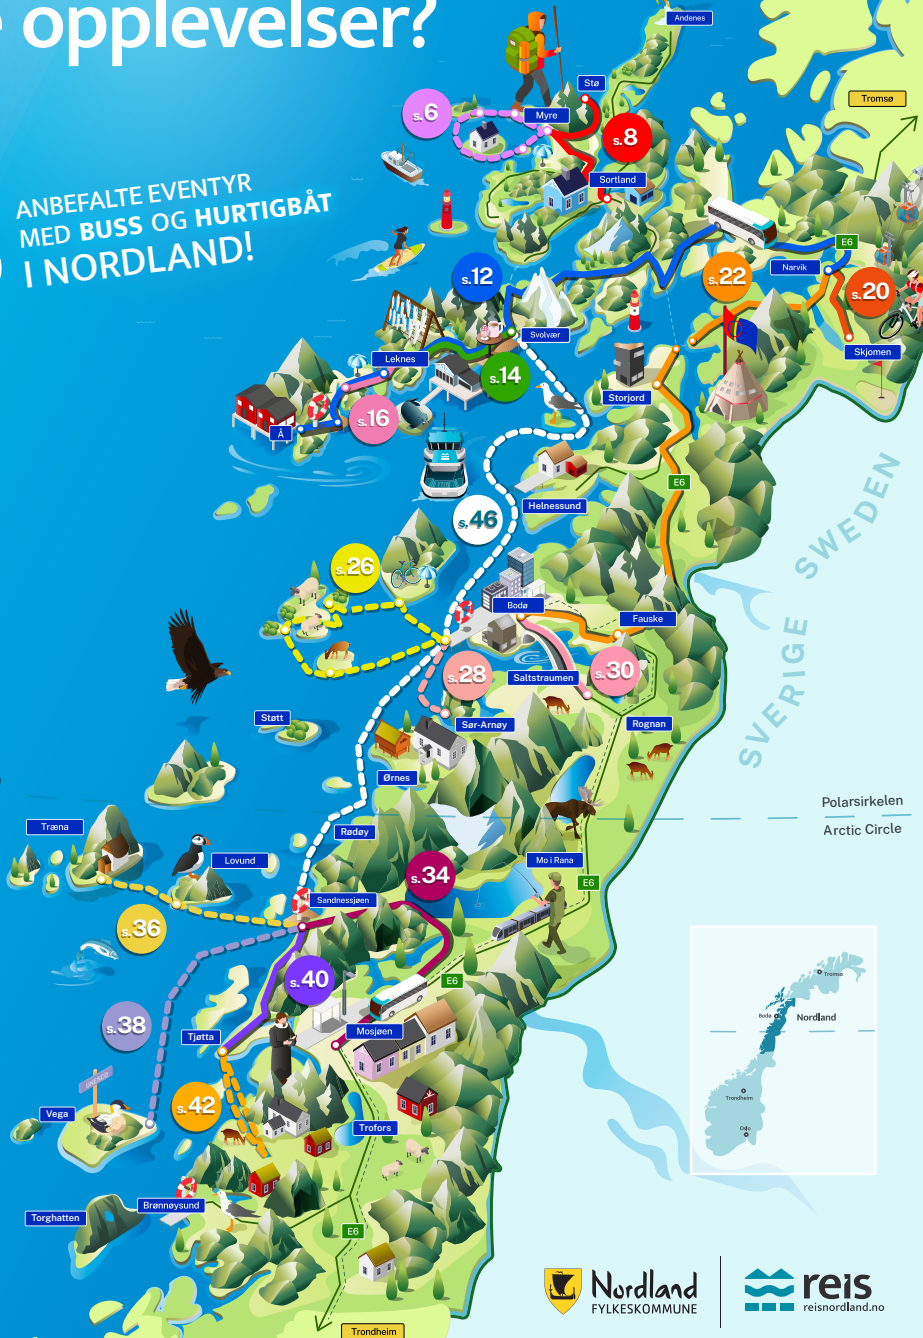 opplevelser?
ANBEFALTE EVENTYR
MED BUSS OG HURTIGBÅT
I NORDLAND!
Andenes
Stø
Tromsø
s.6
Myre
s.8
Sortland
E6
s.12
s.22
Narvik
s.20
Svolvær
Leknes
Skjomen
s.14
Storjord
s.16
Å
E6
SWEDEN
Helnessund
s.46
s.26
Bodø
Fauske
SVERIGE
s.28
Saltstraumen
s.30
Støtt
Sør-Arnøy
Rognan
Ørnes
Polarsirkelen
Arctic Circle
Træna
Rødøy
Lovund
Mo i Rana
s.34
E6
Sandnessjøen
s.36
s.40
E6
Tromsø
s.38
Bodø
Nordland
Tjøtta
Mosjøen
UNESCO
Trondheim
s.42
Vega
Trofors
Oslo
Brønnøysund
Torghatten
E6
Nordland
FYLKESKOMMUNE
reis
reisnordland.no
Trondheim